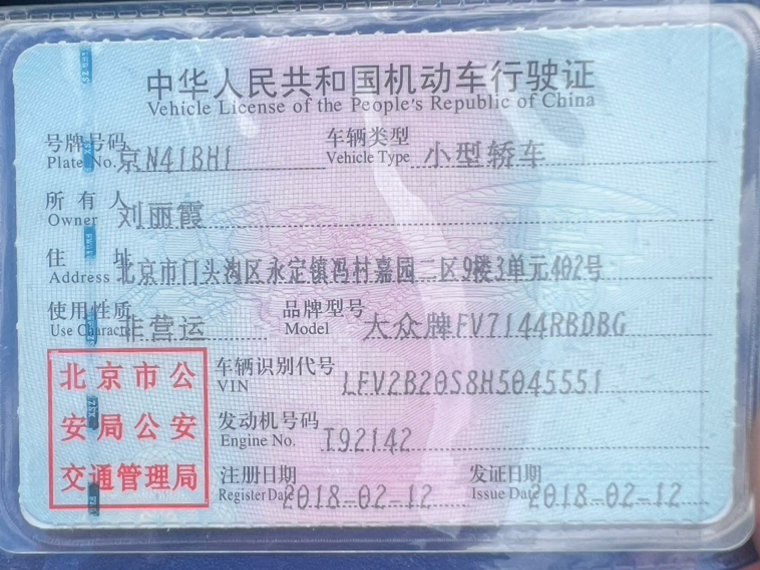 中华人民共和国机动车行驶证
Vehicle License of the People's Republic of China
号牌号码 京N41BH1 车辆类型 小型轿车
Plate No. Vehicle Type
所有人 刘丽霞
Owner
住址 北京市门头沟区永定镇冯村嘉园二区9楼3单元402号
Address
使用性质 非营运 品牌型号 大众牌FV7144RBDBG
Use Character Model
北京市公安局公安交通管理局
车辆识别代号 LFV2B20S8H5045551
VIN
发动机号码 T92142
Engine No.
注册日期 2018-02-12 发证日期 2018-02-12
Register Date Issue Date